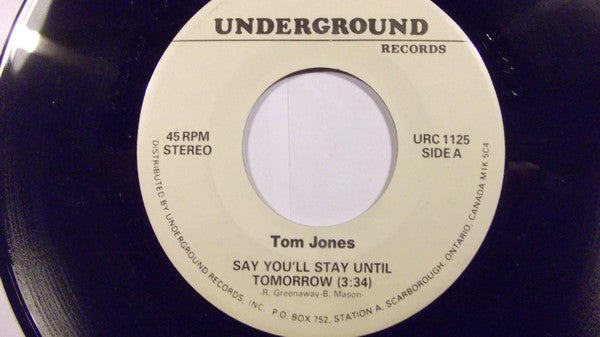 UNDERGROUND
RECORDS
45 RPM
STEREO
URC 1125
SIDE A
Tom Jones
SAY YOU'LL STAY UNTIL
TOMORROW (3:34)
-R. Greenaway-B. Mason-
DISTRIBUTED BY UNDERGROUND RECORDS, INC. P.O. BOX 752, STATION A, SCARBOROUGH, ONTARIO, CANADA M1K 5C4